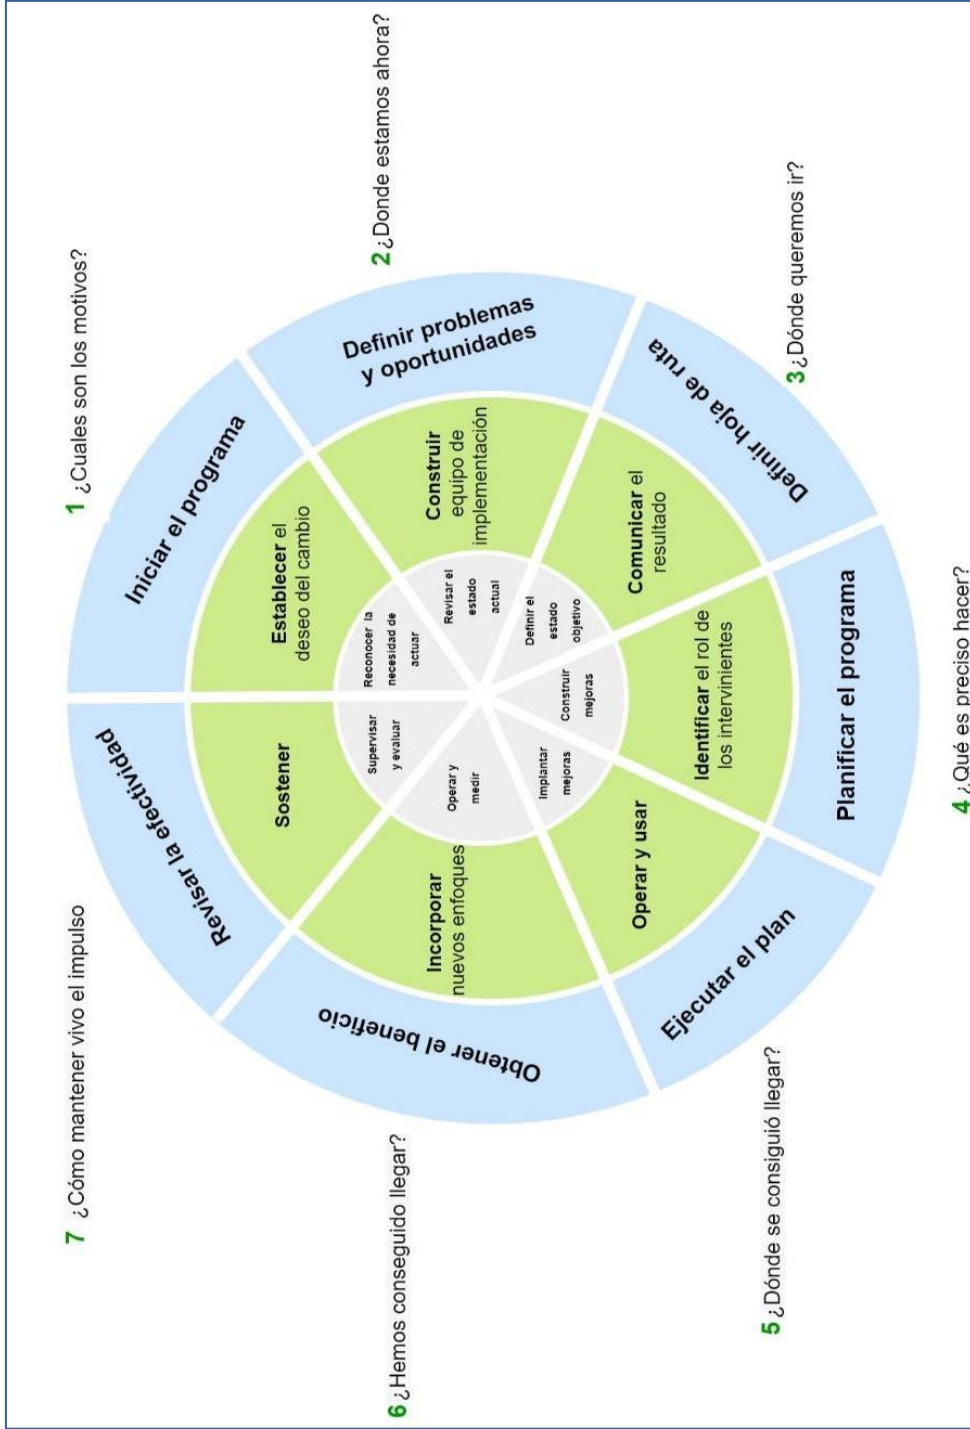 1 ¿Cuales son los motivos?
2 ¿Donde estamos ahora?
3 ¿Dónde queremos ir?
4 ¿Qué es preciso hacer?
5 ¿Dónde se consiguió llegar?
6 ¿Hemos conseguido llegar?
7 ¿Cómo mantener vivo el impulso
Iniciar el programa
Definir problemas
y oportunidades
Definir hoja de ruta
Planificar el programa
Ejecutar el plan
Obtener el beneficio
Revisar la efectividad
Establecer el
deseo del cambio
Construir
equipo de
implementación
Comunicar el
resultado
Identificar el rol de
los intervinientes
Operar y usar
Incorporar
nuevos enfoques
Sostener
Reconocer la
necesidad de
actuar
Revisar el
estado
actual
Definir el
estado
objetivo
Construir
mejoras
Implantar
mejoras
Operar y
medir
Supervisar
y evaluar